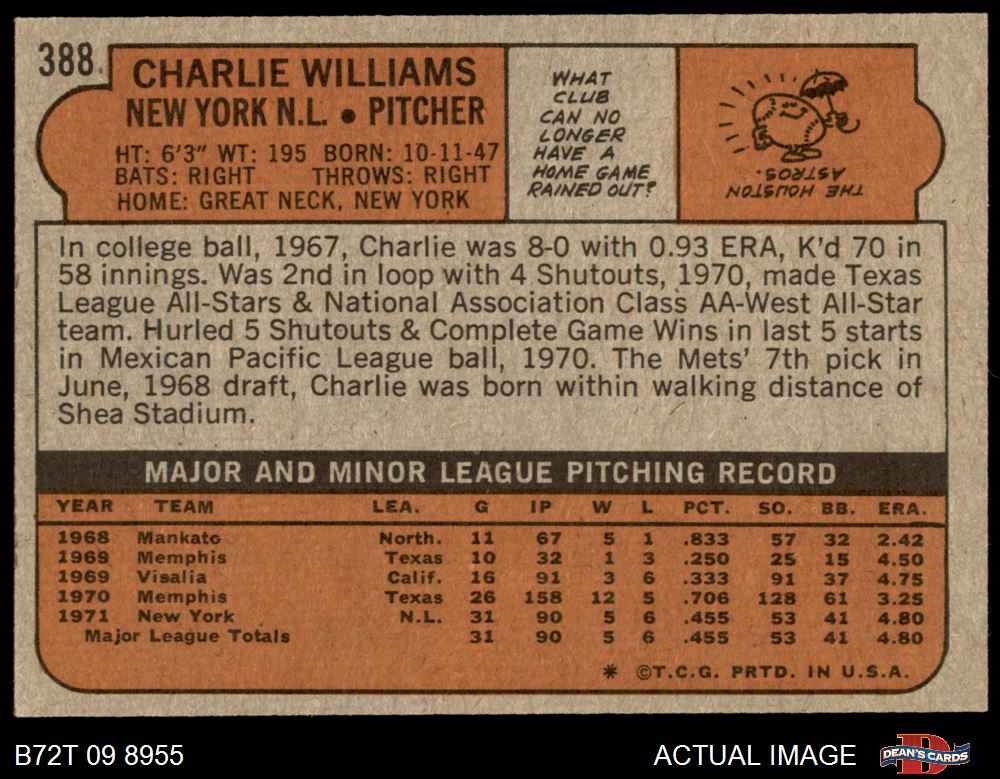 388
CHARLIE WILLIAMS
NEW YORK N.L. • PITCHER
HT: 6'3" WT: 195 BORN: 10-11-47
BATS: RIGHT THROWS: RIGHT
HOME: GREAT NECK, NEW YORK
WHAT
CLUB
CAN NO
LONGER
HAVE A
HOME GAME
RAINED OUT?
THE HOUSTON
ASTROS.
In college ball, 1967, Charlie was 8-0 with 0.93 ERA, K'd 70 in
58 innings. Was 2nd in loop with 4 Shutouts, 1970, made Texas
League All-Stars & National Association Class AA-West All-Star
team. Hurled 5 Shutouts & Complete Game Wins in last 5 starts
in Mexican Pacific League ball, 1970. The Mets' 7th pick in
June, 1968 draft, Charlie was born within walking distance of
Shea Stadium.
MAJOR AND MINOR LEAGUE PITCHING RECORD
YEAR TEAM LEA. G IP W L PCT. SO. BB. ERA.
1968 Mankato North. 11 67 5 1 .833 57 32 2.42
1969 Memphis Texas 10 32 1 3 .250 25 15 4.50
1969 Visalia Calif. 16 91 3 6 .333 91 37 4.75
1970 Memphis Texas 26 158 12 5 .706 128 61 3.25
1971 New York N.L. 31 90 5 6 .455 53 41 4.80
Major League Totals 31 90 5 6 .455 53 41 4.80
* ©T.C.G. PRTD. IN U.S.A.
B72T 09 8955
ACTUAL IMAGE
DEAN'S CARDS